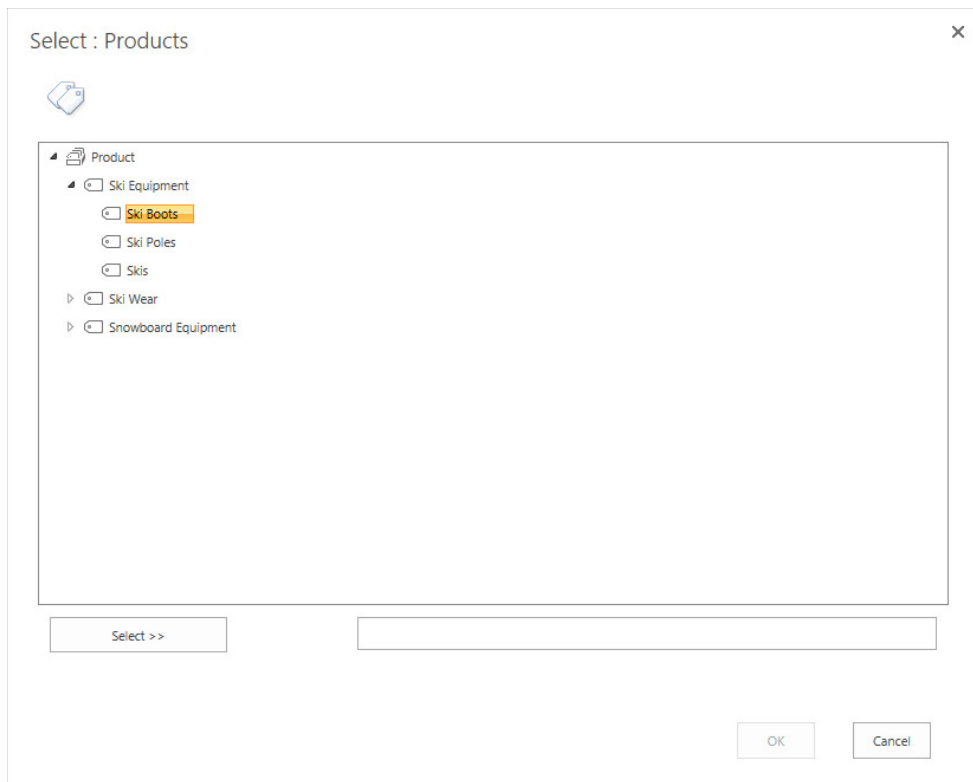 Select : Products
Product
Ski Equipment
Ski Boots
Ski Poles
Skis
Ski Wear
Snowboard Equipment
Select >>
OK
Cancel